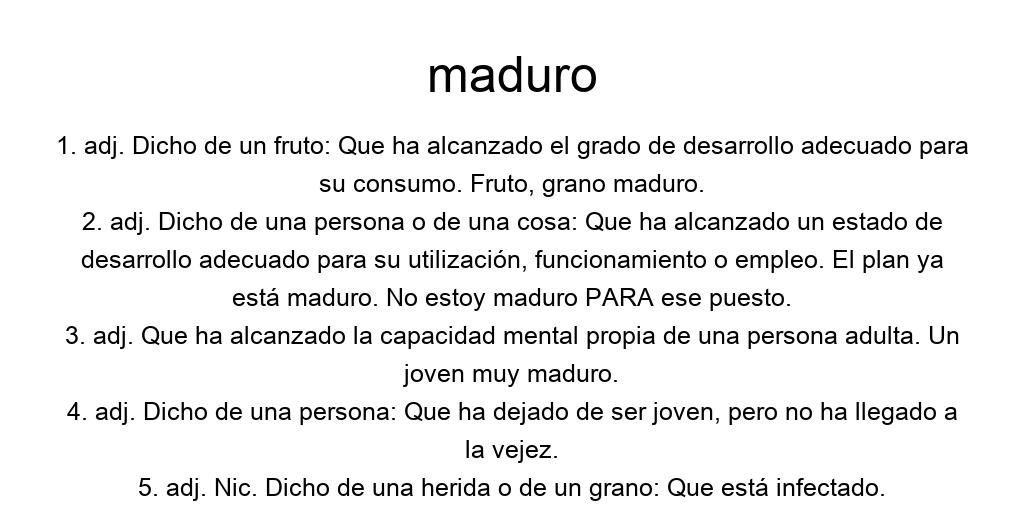 maduro
1. adj. Dicho de un fruto: Que ha alcanzado el grado de desarrollo adecuado para
su consumo. Fruto, grano maduro.
2. adj. Dicho de una persona o de una cosa: Que ha alcanzado un estado de
desarrollo adecuado para su utilización, funcionamiento o empleo. El plan ya
está maduro. No estoy maduro PARA ese puesto.
3. adj. Que ha alcanzado la capacidad mental propia de una persona adulta. Un
joven muy maduro.
4. adj. Dicho de una persona: Que ha dejado de ser joven, pero no ha llegado a
la vejez.
5. adj. Nic. Dicho de una herida o de un grano: Que está infectado.